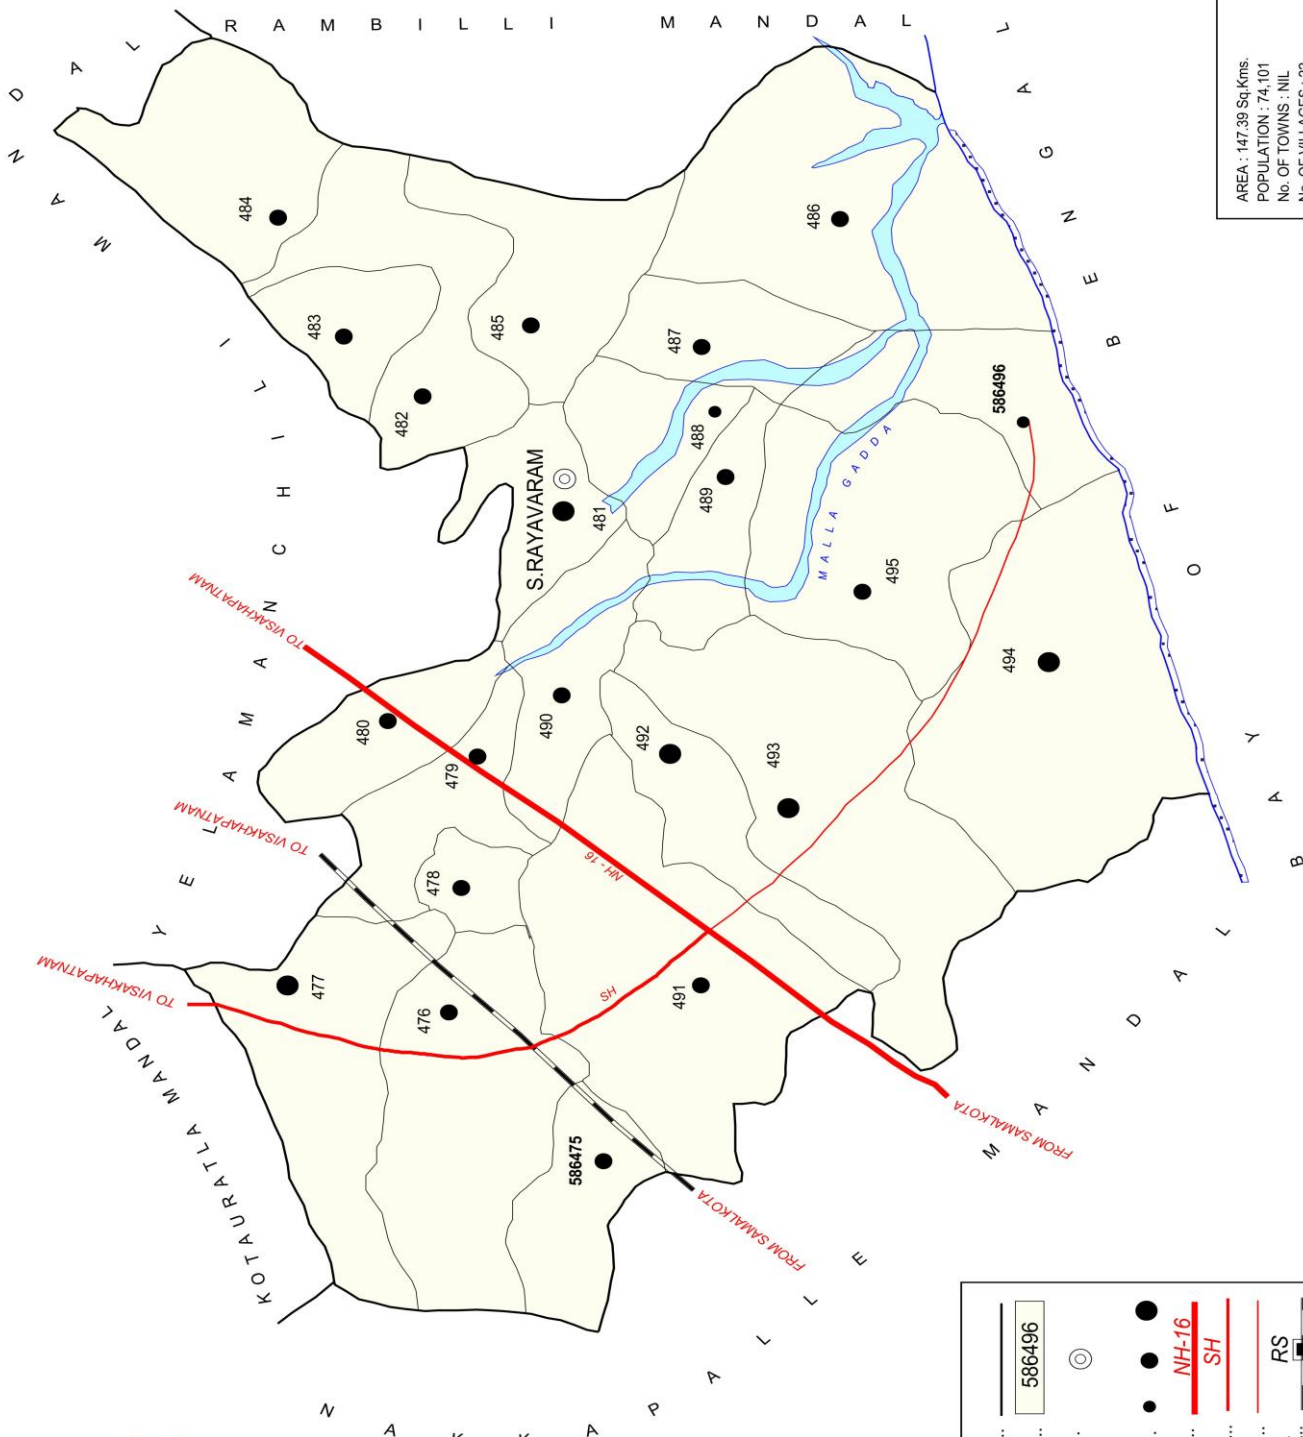 RAMBILLI MANDAL
YELAMANCHILI MANDAL
484
483
482
485
486
487
488
489
S.RAYAVARAM
481
586496
MALLA GADDA
495
494
TO VISAKHAPATNAM
480
479
490
492
493
TO VISAKHAPATNAM
478
NH - 16
TO VISAKHAPATNAM
477
476
SH
491
586475
KOTAURATLA MANDAL
FROM SAMALKOTA
FROM SAMALKOTA
NAKKAPALLE MANDAL
BAY OF BENGAL
AREA : 147.39 Sq.Kms.
POPULATION : 74,101
No. OF TOWNS : NIL
586496
NH-16
SH
RS